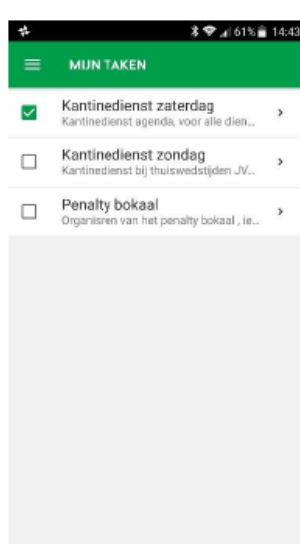 61% 14:43
MIJN TAKEN
Kantinedienst zaterdag
Kantinedienst agenda, voor alle dien...
Kantinedienst zondag
Kantinedienst bij thuiswedstijden JV...
Penalty bokaal
Organisren van het penalty bokaal , ie...